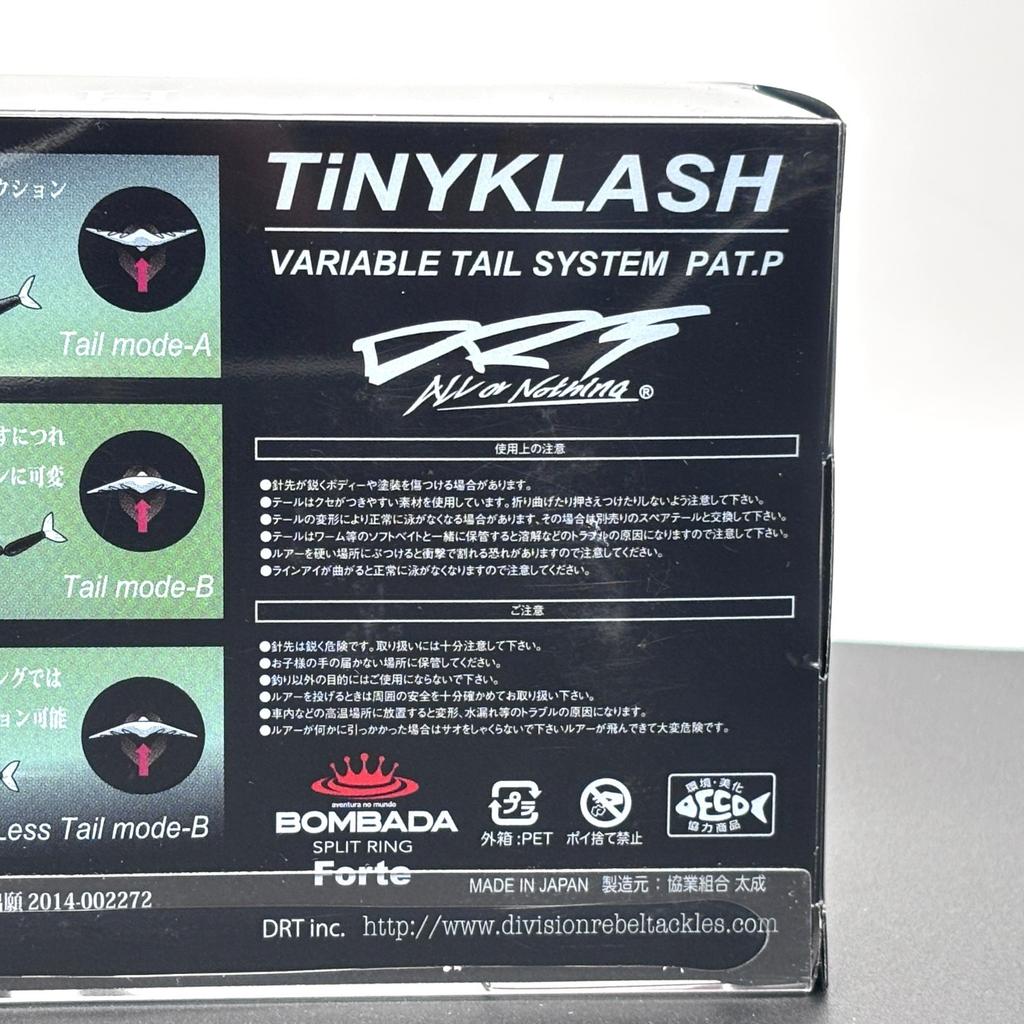 クション
Tail mode-A
すにつれ
ンに可変
Tail mode-B
ングでは
ョン可能
Less Tail mode-B
願 2014-002272
TiNYKLASH
VARIABLE TAIL SYSTEM PAT.P
DRT
All or Nothing ®
使用上の注意
●針先が鋭くボディーや塗装を傷つける場合があります。
●テールはクセがつきやすい素材を使用しています。折り曲げたり押さえつけたりしないよう注意して下さい。
●テールの変形により正常に泳がなくなる場合があります、その場合は別売りのスペアテールと交換して下さい。
●テールはワーム等のソフトベイトと一緒に保管すると溶解などのトラブルの原因になりますので注意して下さい。
●ルアーを硬い場所にぶつけると衝撃で割れる恐れがありますので注意してください。
●ラインアイが曲がると正常に泳がなくなりますので注意してください。
ご注意
●針先は鋭く危険です。取り扱いには十分注意して下さい。
●お子様の手の届かない場所に保管してください。
●釣り以外の目的にはご使用にならないで下さい。
●ルアーを投げるときは周囲の安全を十分確かめてお取り扱い下さい。
●車内などの高温場所に放置すると変形、水漏れ等のトラブルの原因になります。
●ルアーが何かに引っかかった場合はサオをしゃくらないで下さいルアーが飛んできて大変危険です。
aventura no mundo
BOMBADA
SPLIT RING
Forte
プラ
外箱:PET
ポイ捨て禁止
環境・美化
ECO
協力商品
MADE IN JAPAN 製造元：協業組合 太成
DRT inc. http://www.divisionrebeltackles.com